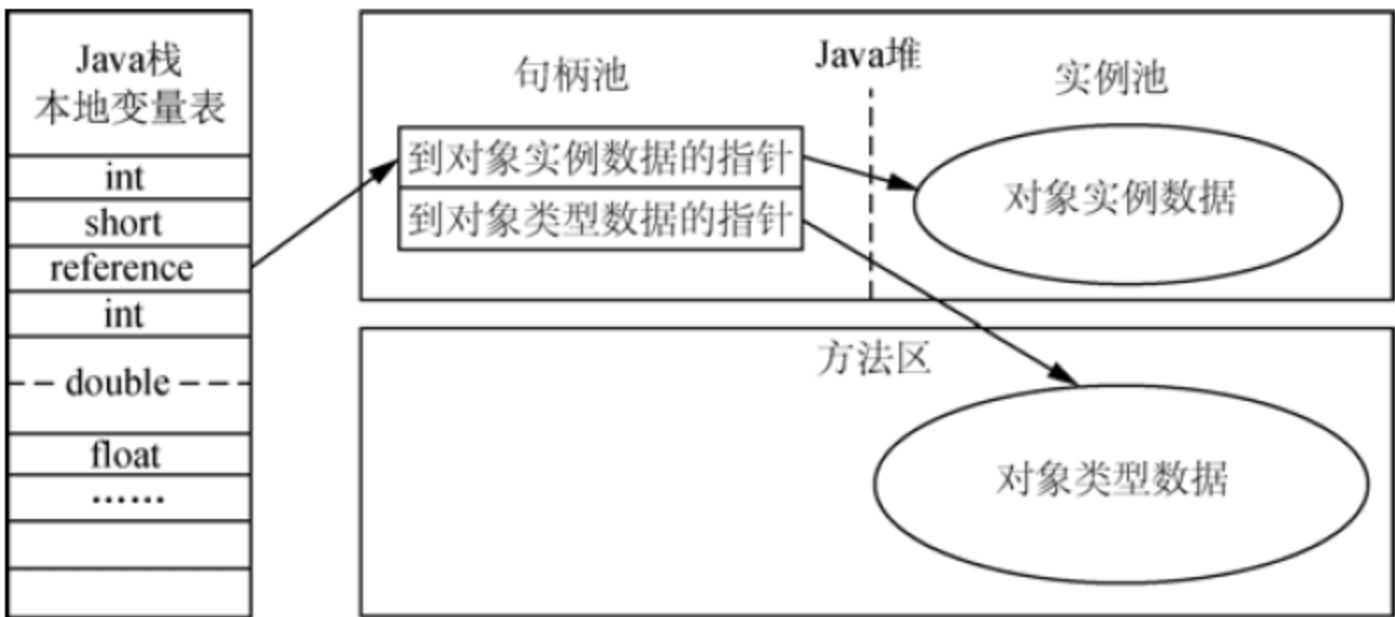 Java栈
本地变量表
int
short
reference
int
double
float
……
句柄池
Java堆
实例池
到对象实例数据的指针
到对象类型数据的指针
对象实例数据
方法区
对象类型数据